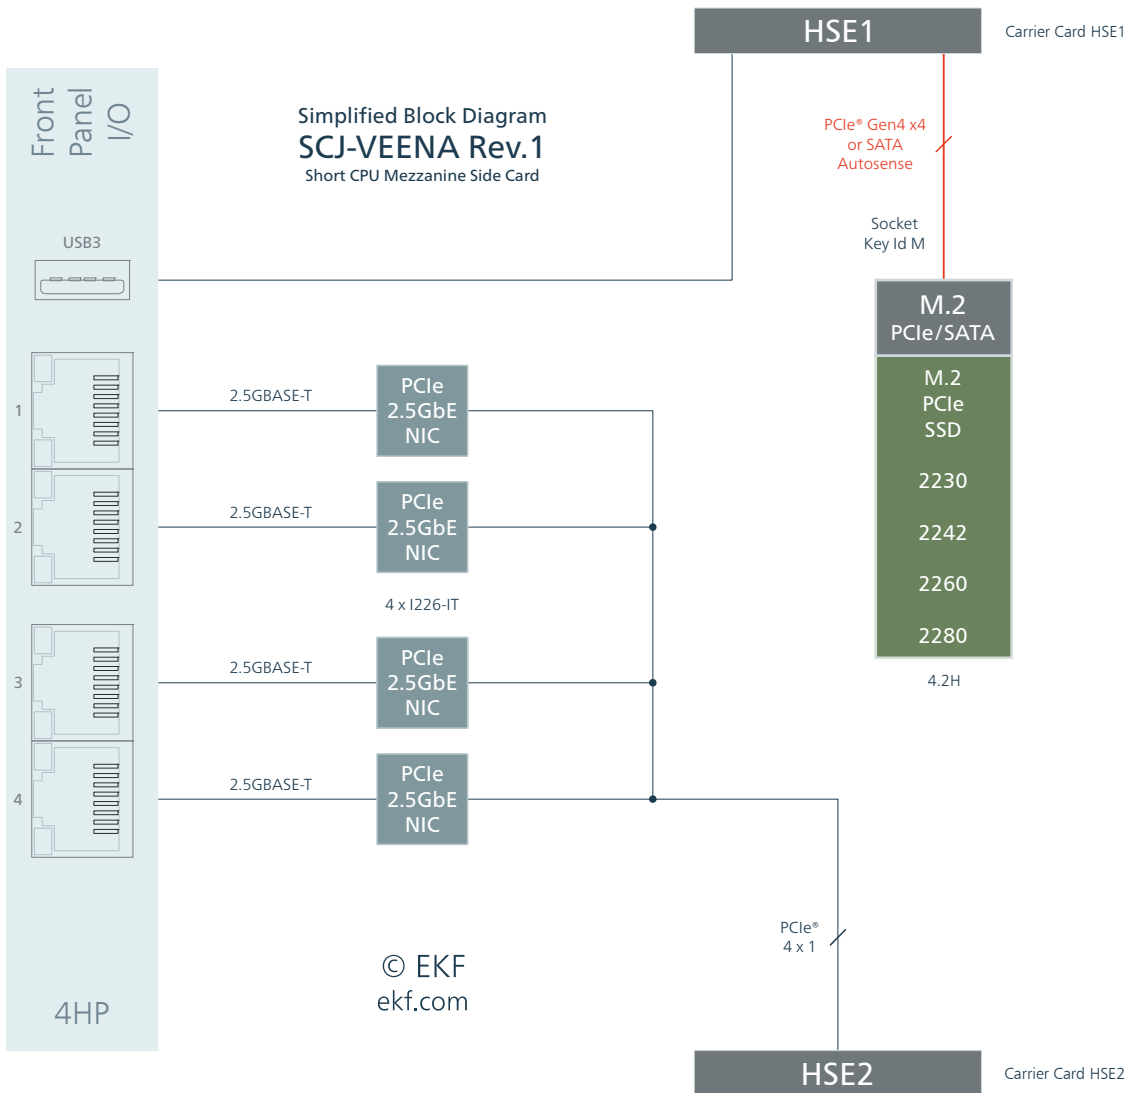 HSE1
Carrier Card HSE1
Front
Panel
I/O
Simplified Block Diagram
SCJ-VEENA Rev.1
Short CPU Mezzanine Side Card
PCIe® Gen4 x4
or SATA
Autosense
Socket
Key Id M
USB3
M.2
PCIe/SATA
M.2
PCIe
SSD
2230
2242
2260
2280
4.2H
1
2.5GBASE-T
PCIe
2.5GbE
NIC
2
2.5GBASE-T
PCIe
2.5GbE
NIC
4 x I226-IT
3
2.5GBASE-T
PCIe
2.5GbE
NIC
4
2.5GBASE-T
PCIe
2.5GbE
NIC
PCIe®
4 x 1
© EKF
ekf.com
4HP
HSE2
Carrier Card HSE2